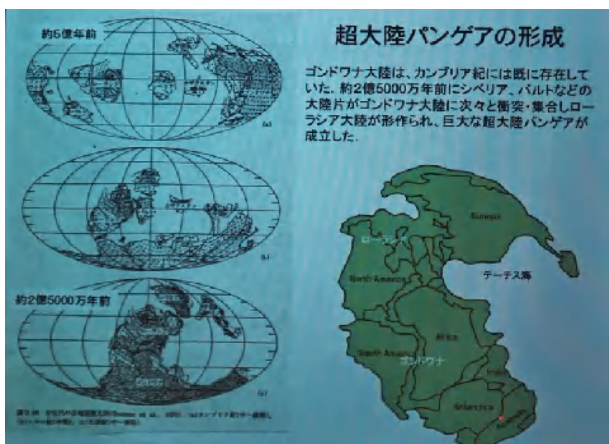 超大陸パンゲアの形成
ゴンドワナ大陸は、カンブリア紀には既に存在して
いた。約2億5000万年前にシベリア、バルトなどの
大陸片がゴンドワナ大陸に次々と衝突・集合しロー
ラシア大陸が形作られ、巨大な超大陸パンゲアが
成立した.
約5億年前
(a)
(b)
約2億5000万年前
(c)
Eurasia
ローラシア
テーチス海
North America
Africa
South America
ゴンドワナ
India
Antarctica